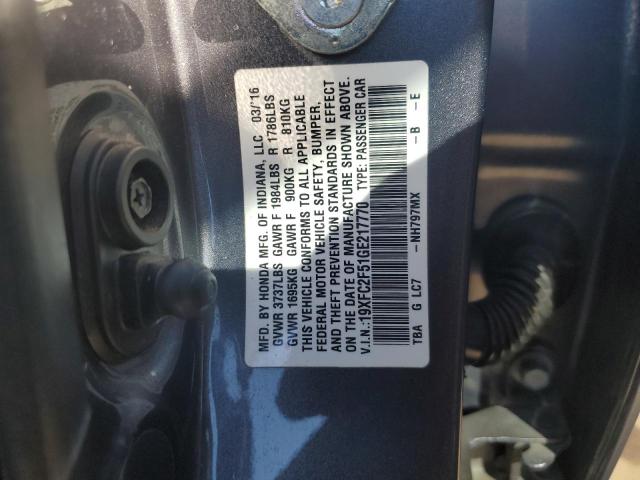 MFD. BY HONDA MFG. OF INDIANA, LLC 03/'16
GVWR 3737LBS GAWR F 1984LBS R 1786LBS
GVWR 1695KG GAWR F 900KG R 810KG
THIS VEHICLE CONFORMS TO ALL APPLICABLE
FEDERAL MOTOR VEHICLE SAFETY, BUMPER,
AND THEFT PREVENTION STANDARDS IN EFFECT
ON THE DATE OF MANUFACTURE SHOWN ABOVE.
V.I.N.:19XFC2F51GE217770 TYPE: PASSENGER CAR
TBA G LC7 NH797MX B E